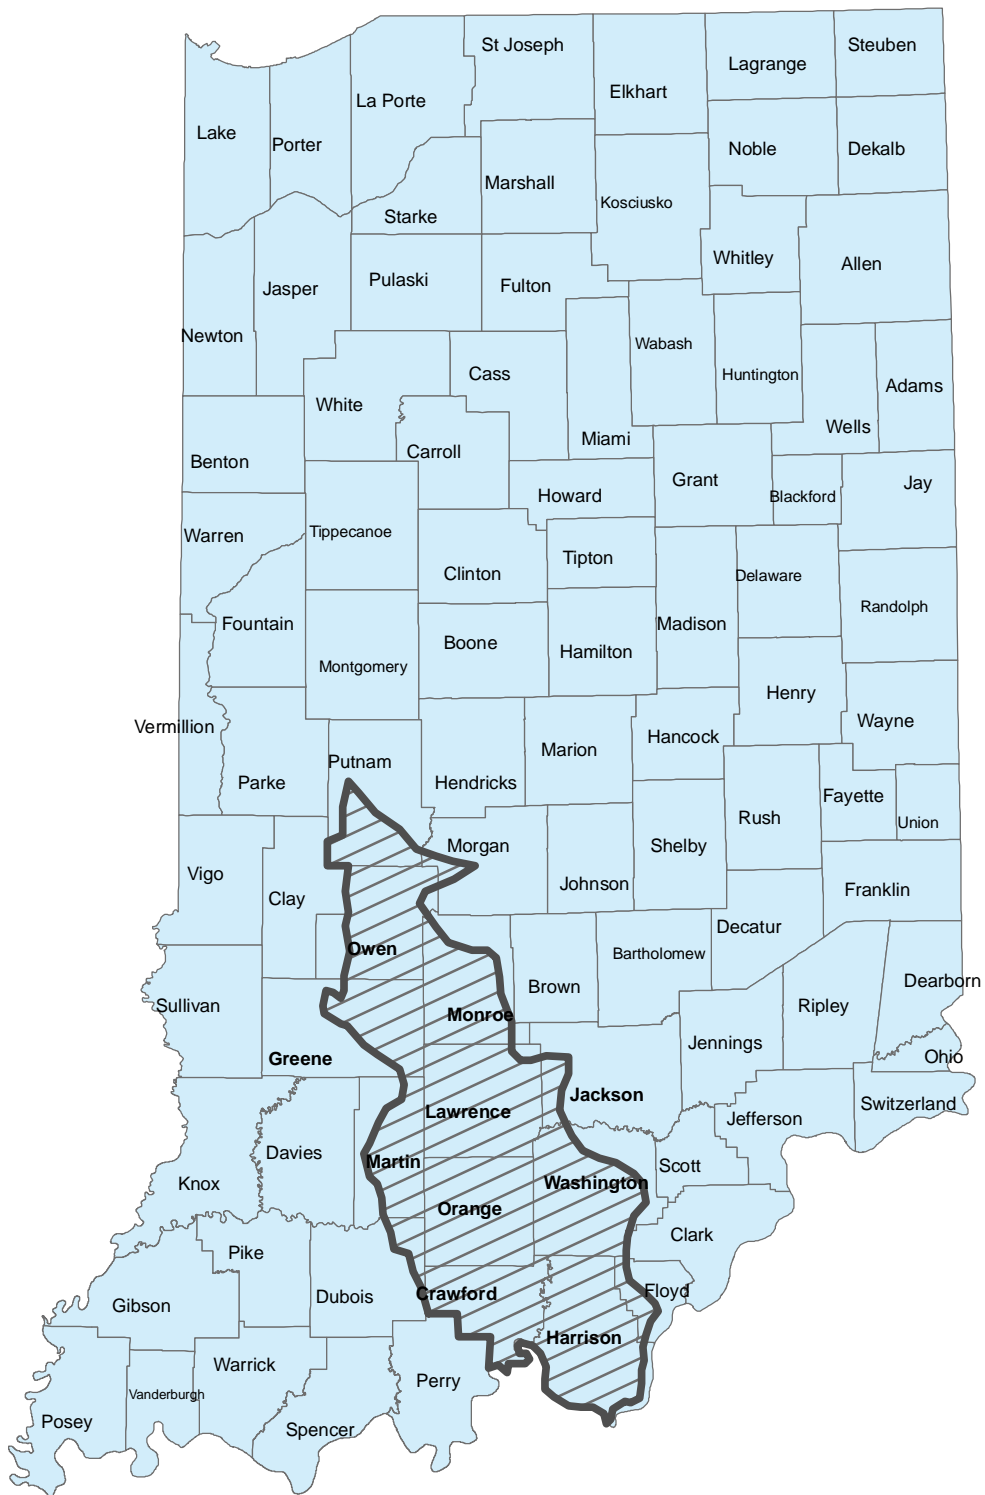 St Joseph
Steuben
Lagrange
Elkhart
La Porte
Lake
Porter
Noble
Dekalb
Marshall
Kosciusko
Starke
Whitley
Allen
Pulaski
Fulton
Jasper
Newton
Wabash
Huntington
Cass
Adams
White
Wells
Miami
Carroll
Benton
Grant
Jay
Blackford
Howard
Warren
Tippecanoe
Tipton
Clinton
Delaware
Randolph
Fountain
Madison
Boone
Hamilton
Montgomery
Henry
Wayne
Vermillion
Hancock
Marion
Putnam
Parke
Hendricks
Fayette
Rush
Union
Morgan
Shelby
Vigo
Johnson
Franklin
Clay
Decatur
Owen
Bartholomew
Dearborn
Brown
Sullivan
Ripley
Monroe
Jennings
Greene
Ohio
Jackson
Switzerland
Lawrence
Jefferson
Davies
Martin
Scott
Knox
Washington
Orange
Clark
Pike
Floyd
Crawford
Dubois
Gibson
Harrison
Warrick
Perry
Vanderburgh
Posey
Spencer